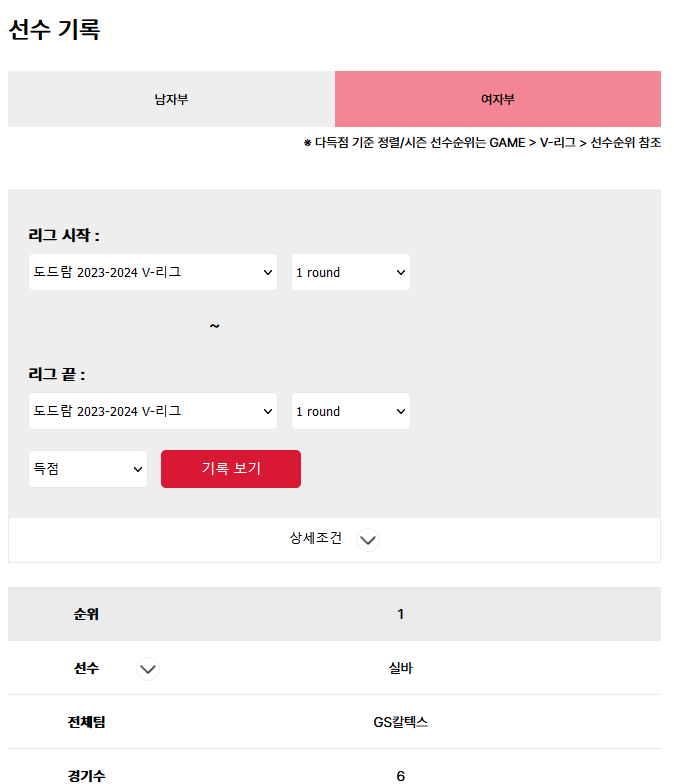 선수 기록
남자부 여자부
※ 다득점 기준 정렬/시즌 선수순위는 GAME > V-리그 > 선수순위 참조
리그 시작 :
도드람 2023-2024 V-리그 1 round
~
리그 끝 :
도드람 2023-2024 V-리그 1 round
득점 기록 보기
상세조건
순위 1
선수 실바
전체팀 GS칼텍스
경기수 6